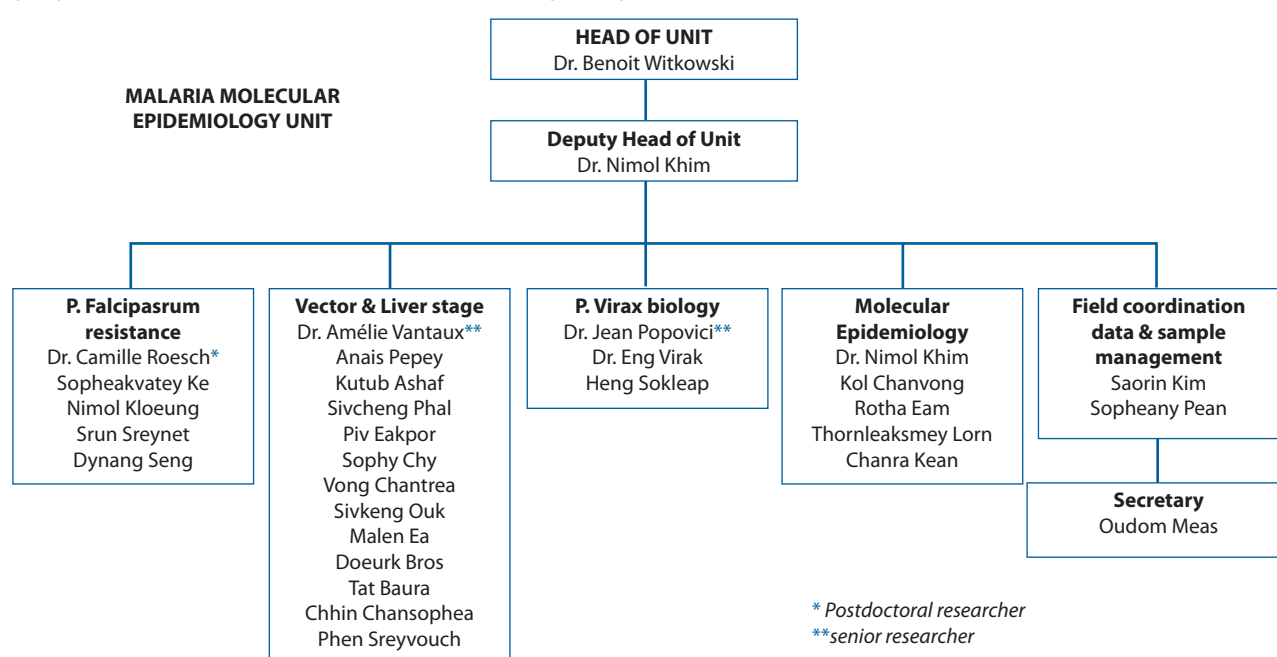 HEAD OF UNIT
Dr. Benoit Witkowski
MALARIA MOLECULAR
EPIDEMIOLOGY UNIT
Deputy Head of Unit
Dr. Nimol Khim
P. Falcipasrum
resistance
Dr. Camille Roesch*
Sopheakvatey Ke
Nimol Kloeung
Srun Sreynet
Dynang Seng
Vector & Liver stage
Dr. Amélie Vantaux**
Anais Pepey
Kutub Ashaf
Sivcheng Phal
Piv Eakpor
Sophy Chy
Vong Chantrea
Sivkeng Ouk
Malen Ea
Doeurk Bros
Tat Baura
Chhin Chansophea
Phen Sreyvouch
P. Virax biology
Dr. Jean Popovici**
Dr. Eng Virak
Heng Sokleap
Molecular
Epidemiology
Dr. Nimol Khim
Kol Chanvong
Rotha Eam
Thornleaksmey Lorn
Chanra Kean
Field coordination
data & sample
management
Saorin Kim
Sopheany Pean
Secretary
Oudom Meas
* Postdoctoral researcher
**senior researcher